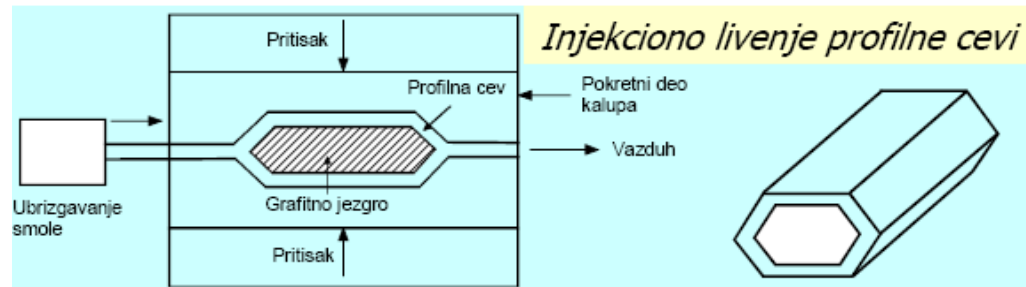 Injekciono livenje profilne cevi
Pritisak
Profilna cev
Pokretni deo
kalupa
Vazduh
Ubrizgavanje
smole
Grafitno jezgro
Pritisak